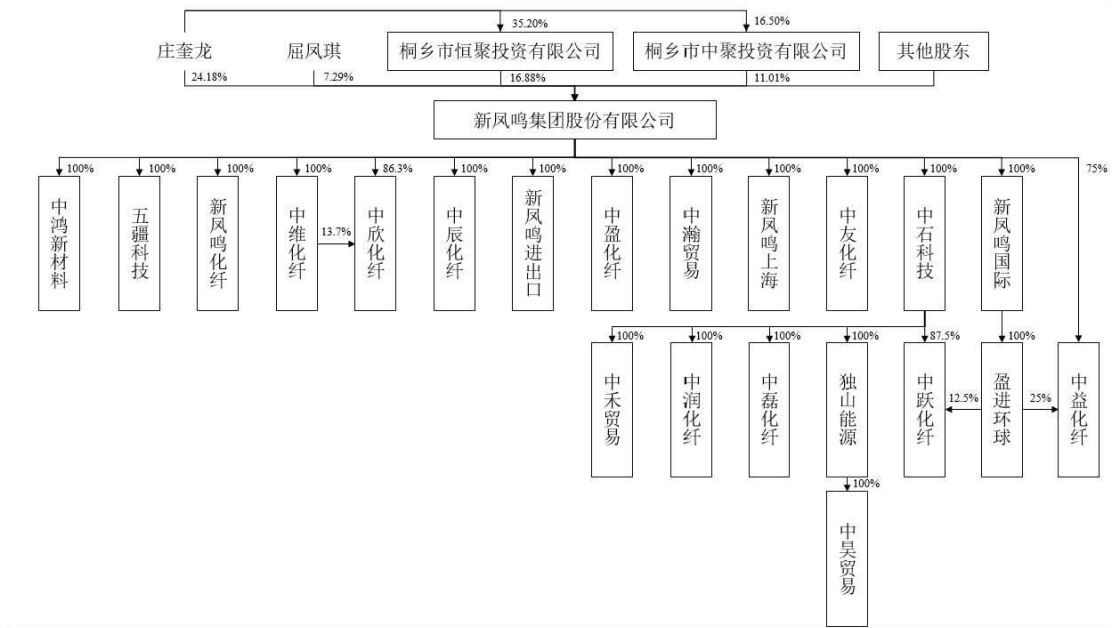 35.20%
16.50%
庄奎龙
屈凤琪
桐乡市恒聚投资有限公司
桐乡市中聚投资有限公司
其他股东
24.18%
7.29%
16.88%
11.01%
新凤鸣集团股份有限公司
100%
100%
100%
100%
86.3%
100%
100%
100%
100%
100%
100%
100%
100%
75%
中鸿新材料
五疆科技
新凤鸣化纤
中维化纤
13.7%
中欣化纤
中辰化纤
新凤鸣进出口
中盈化纤
中瀚贸易
新凤鸣上海
中友化纤
中石科技
新凤鸣国际
100%
100%
100%
100%
87.5%
100%
中禾贸易
中润化纤
中磊化纤
独山能源
中跃化纤
12.5%
盈进环球
25%
中益化纤
100%
中昊贸易